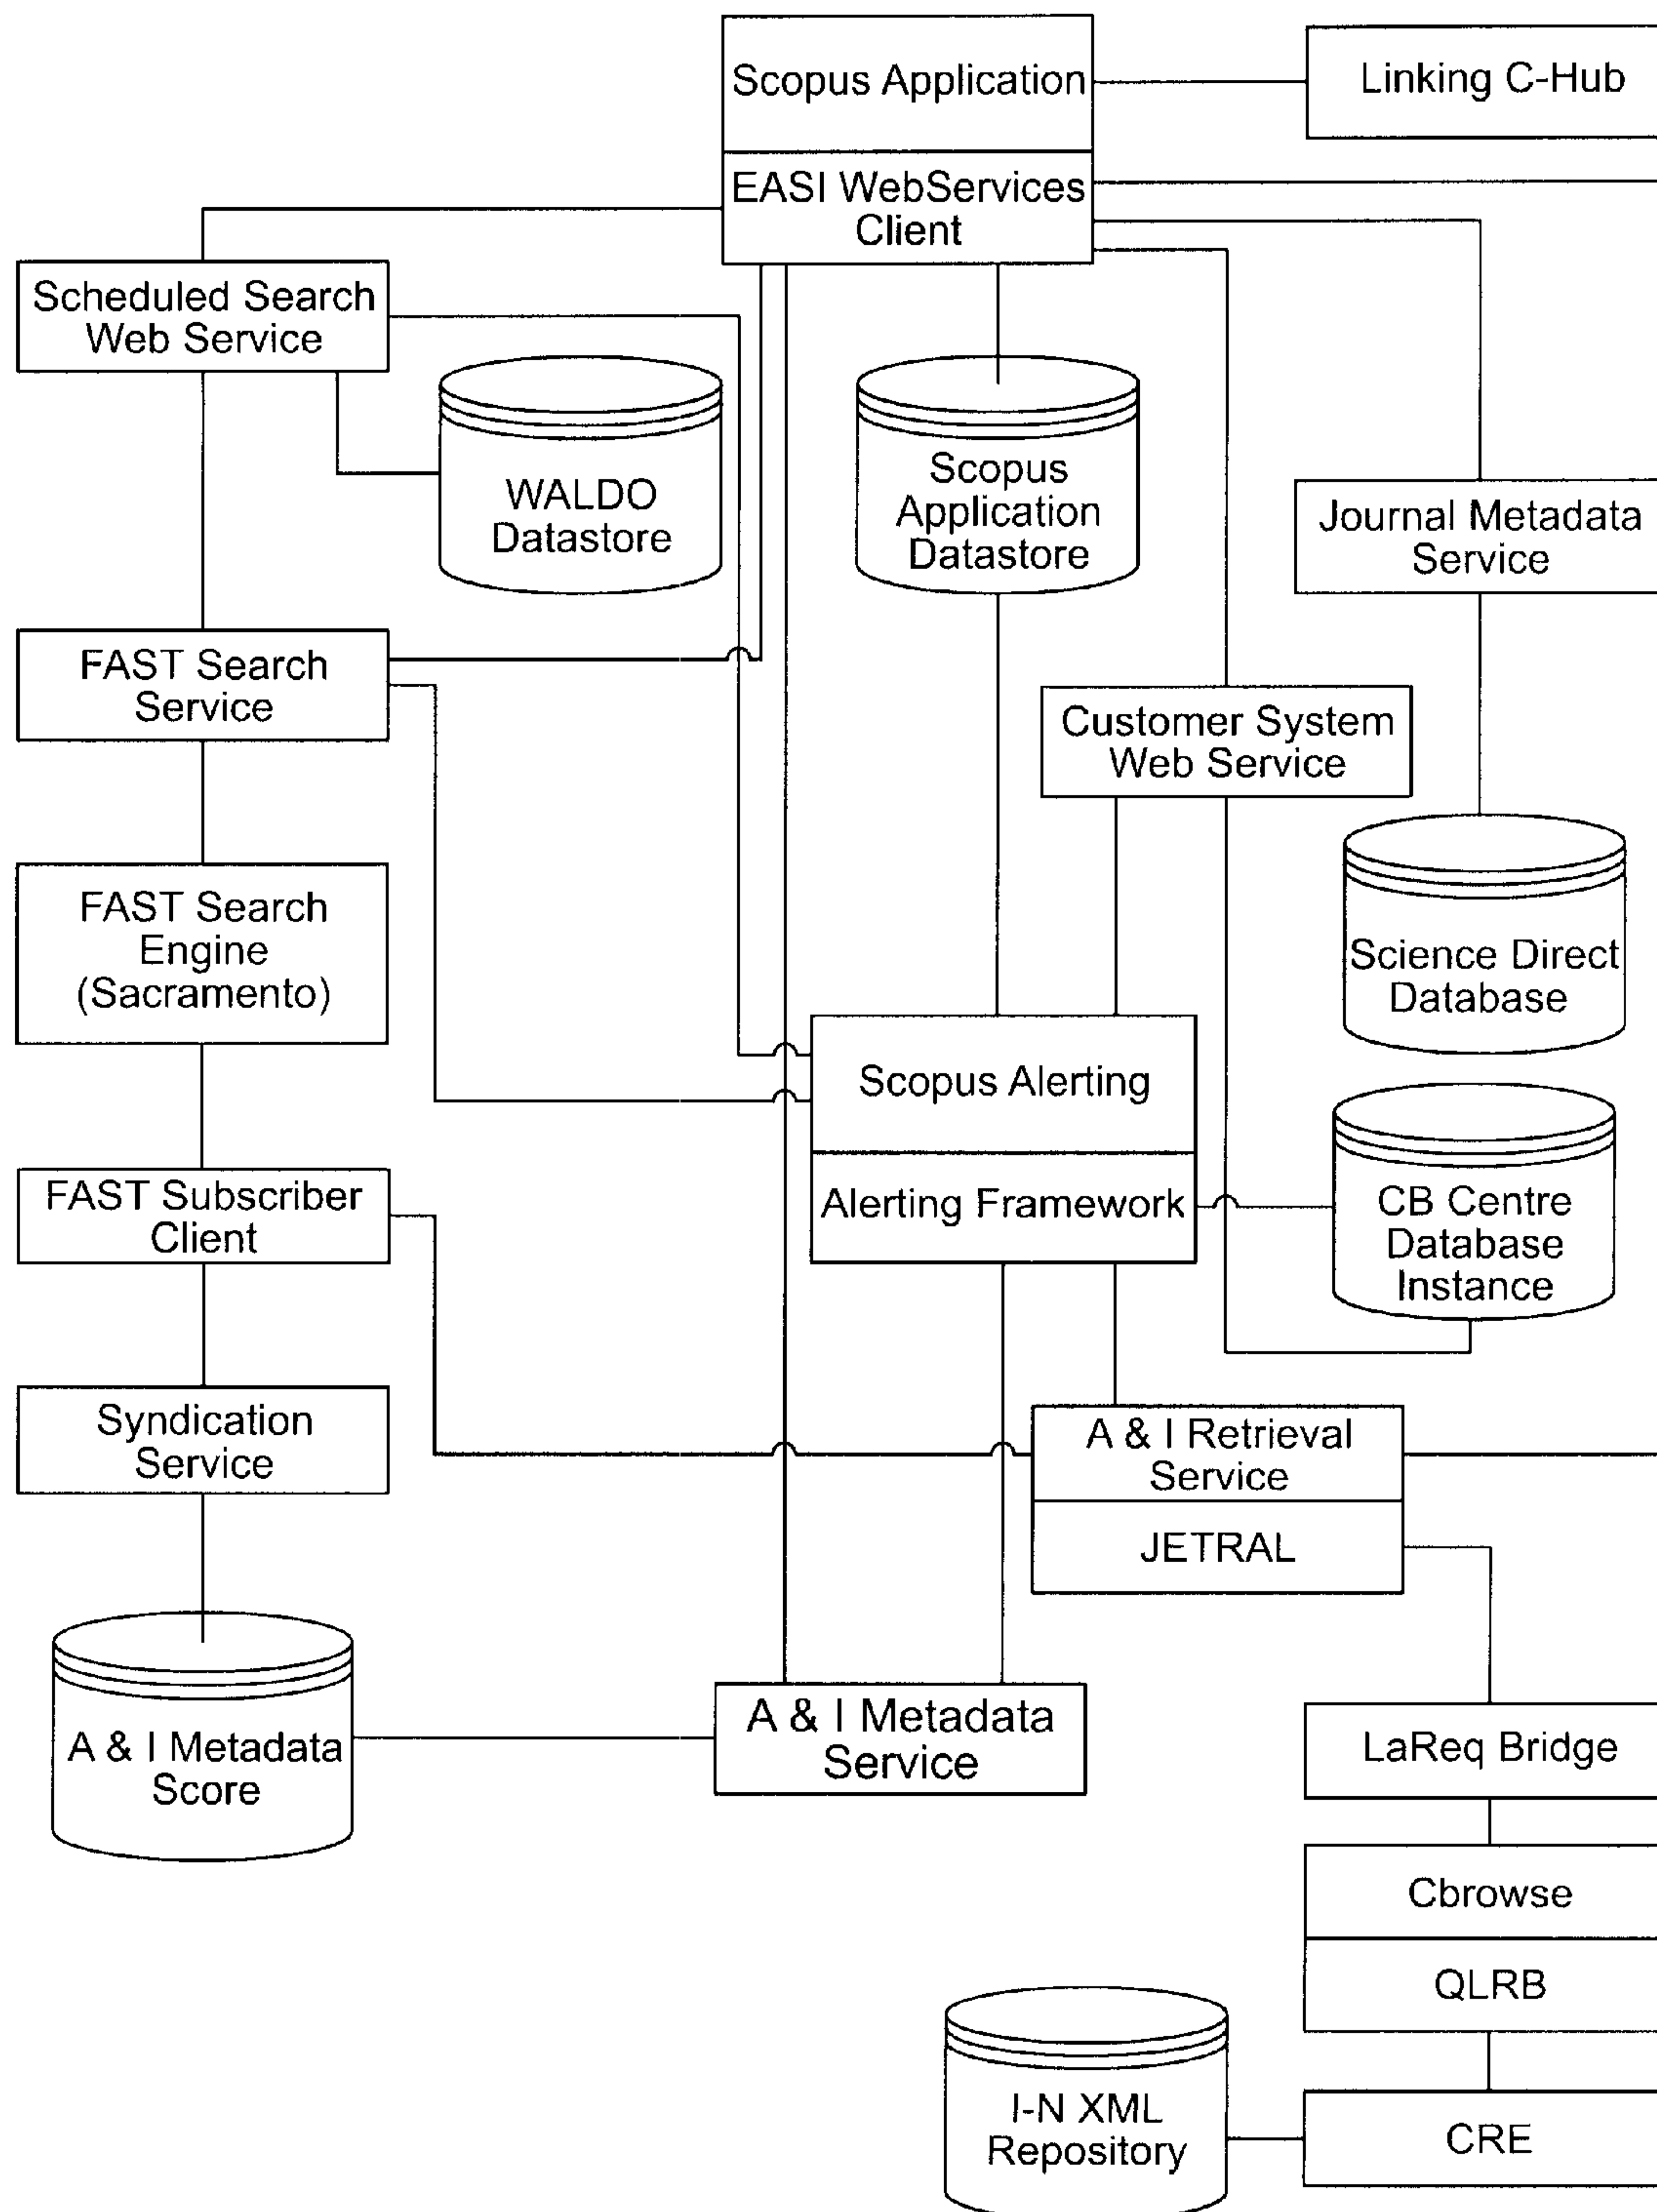 Scopus Application
Linking C-Hub
EASI WebServices
Client
Scheduled Search
Web Service
WALDO
Datastore
Scopus
Application
Datastore
Journal Metadata
Service
FAST Search
Service
Customer System
Web Service
FAST Search
Engine
(Sacramento)
Science Direct
Database
Scopus Alerting
Alerting Framework
CB Centre
Database
Instance
FAST Subscriber
Client
Syndication
Service
A & I Retrieval
Service
JETRAL
A & I Metadata
Score
A & I Metadata
Service
LaReq Bridge
Cbrowse
QLRB
I-N XML
Repository
CRE